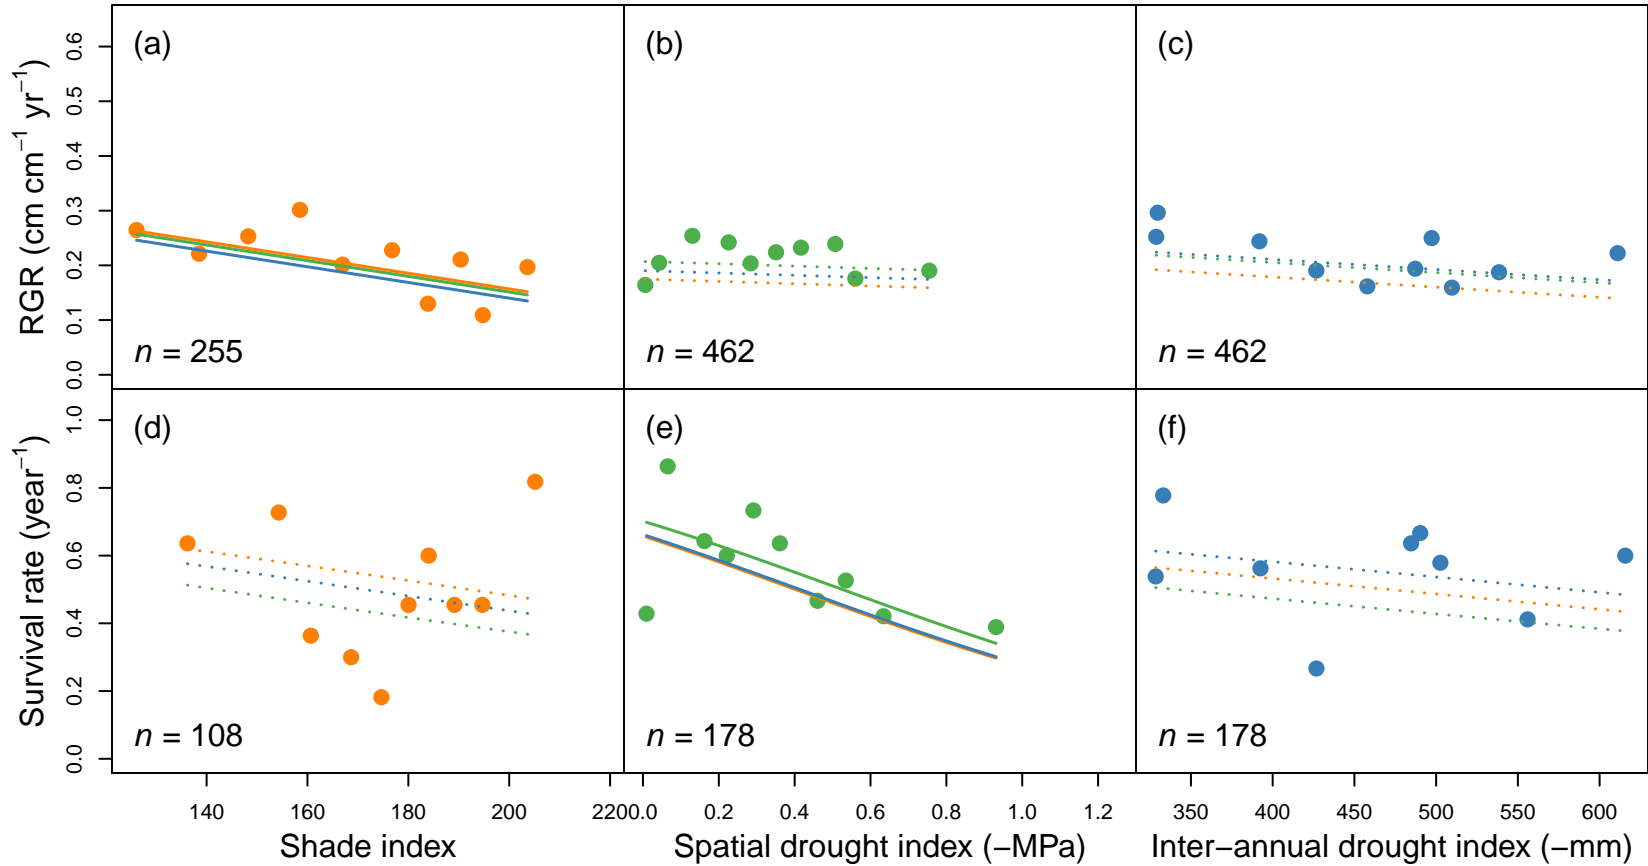 (a) (b) (c)
RGR (cm cm−1 yr−1)
0.0 0.1 0.2 0.3 0.4 0.5 0.6
n = 255 n = 462 n = 462
(d) (e) (f)
Survival rate (year−1)
0.0 0.2 0.4 0.6 0.8 1.0
n = 108 n = 178 n = 178
140 160 180 200 220 0.0 0.2 0.4 0.6 0.8 1.0 1.2 350 400 450 500 550 600
Shade index Spatial drought index (−MPa) Inter−annual drought index (−mm)